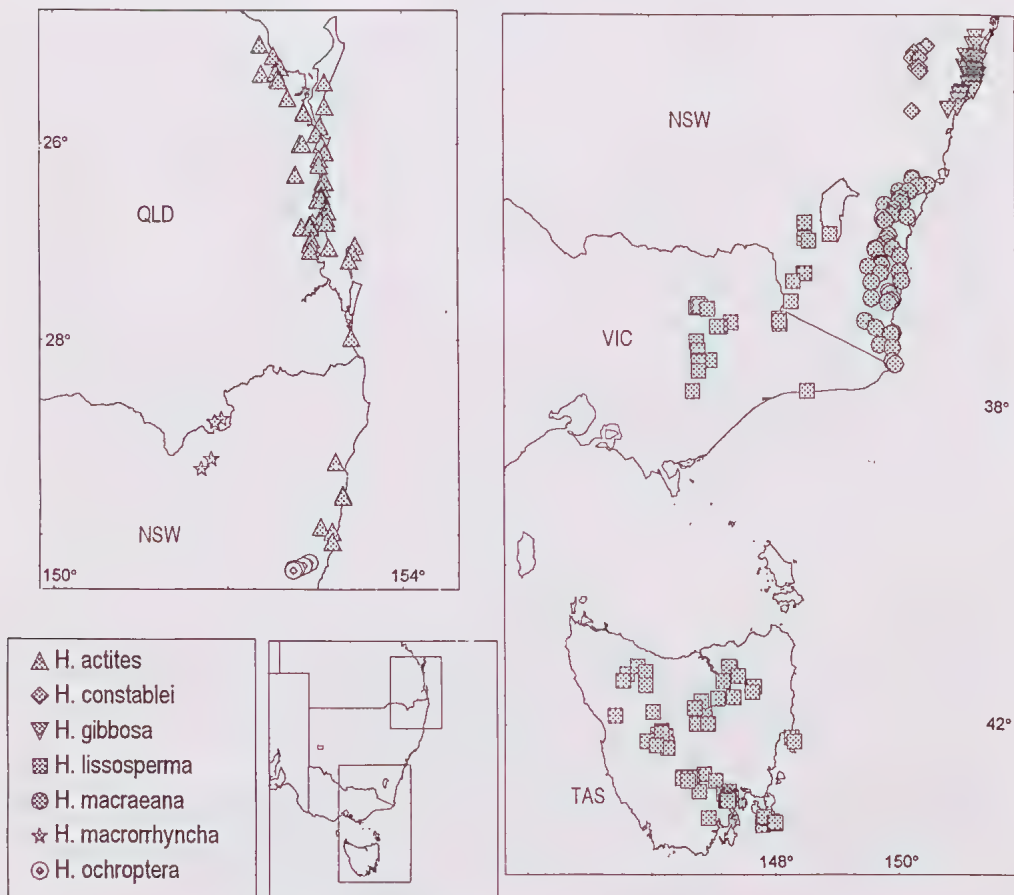 26°
QLD
28°
NSW
150°
154°
NSW
VIC
38°
42°
TAS
148°
150°
H. actites
H. constablei
H. gibbosa
H. lissosperma
H. macraeana
H. macrorrhyncha
H. ochroptera